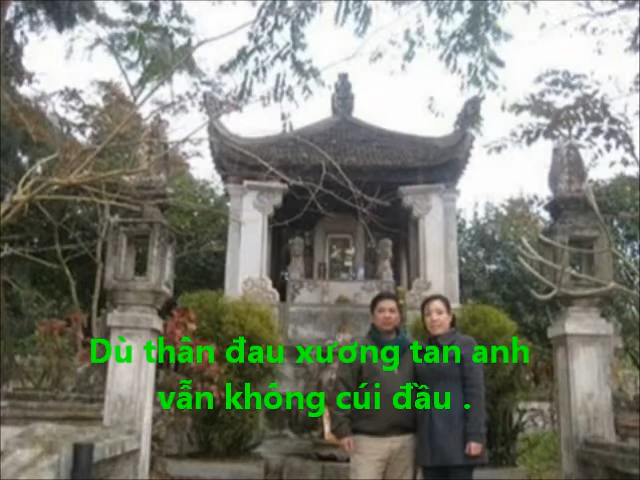 Dù thân đau xương tan anh
vẫn không cúi đầu .